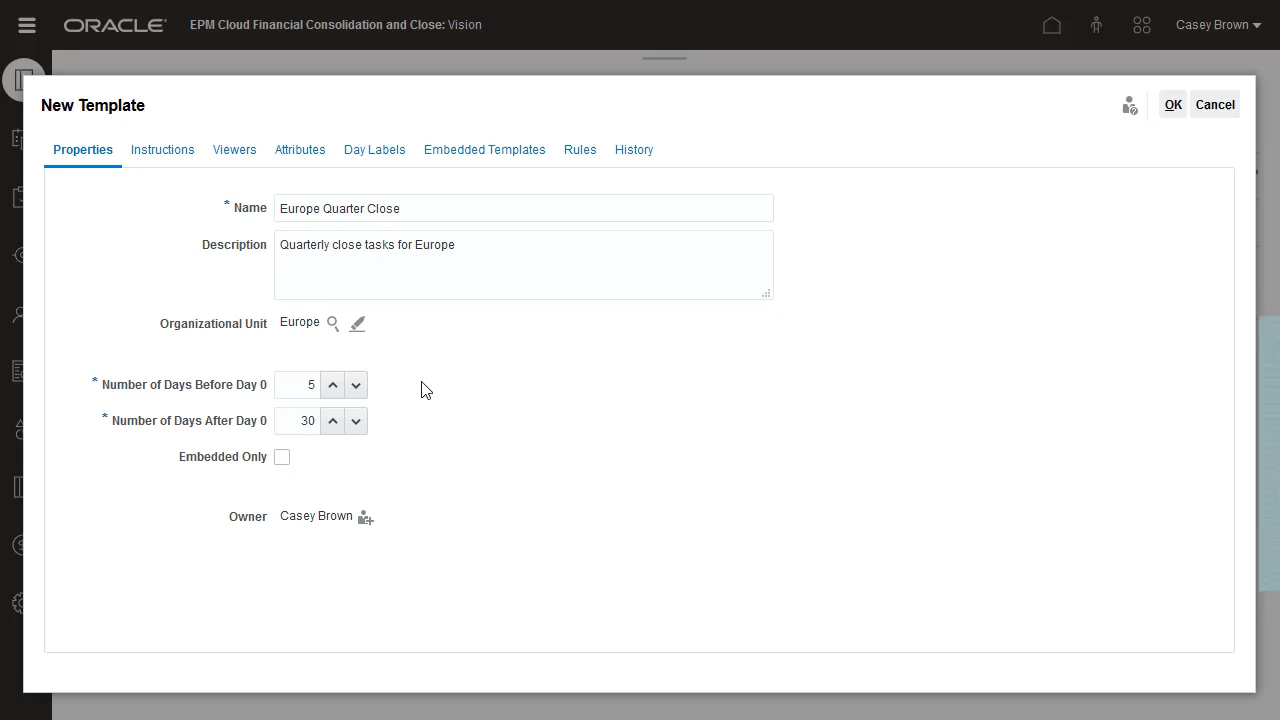 ORACLE EPM Cloud Financial Consolidation and Close: Vision Casey Brown
New Template OK Cancel
Properties Instructions Viewers Attributes Day Labels Embedded Templates Rules History
* Name Europe Quarter Close
Description Quarterly close tasks for Europe
Organizational Unit Europe
* Number of Days Before Day 0 5
* Number of Days After Day 0 30
Embedded Only
Owner Casey Brown